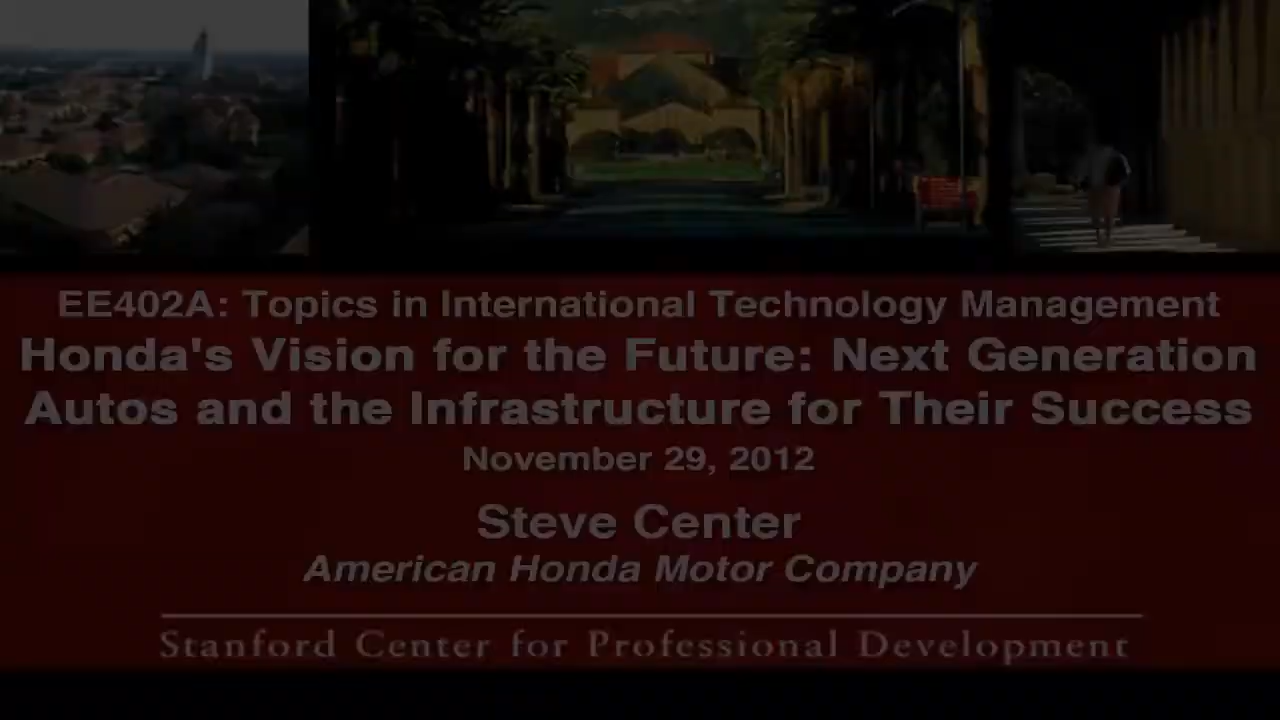 EE402A: Topics in International Technology Management
Honda's Vision for the Future: Next Generation
Autos and the Infrastructure for Their Success
November 29, 2012
Steve Center
American Honda Motor Company
Stanford Center for Professional Development